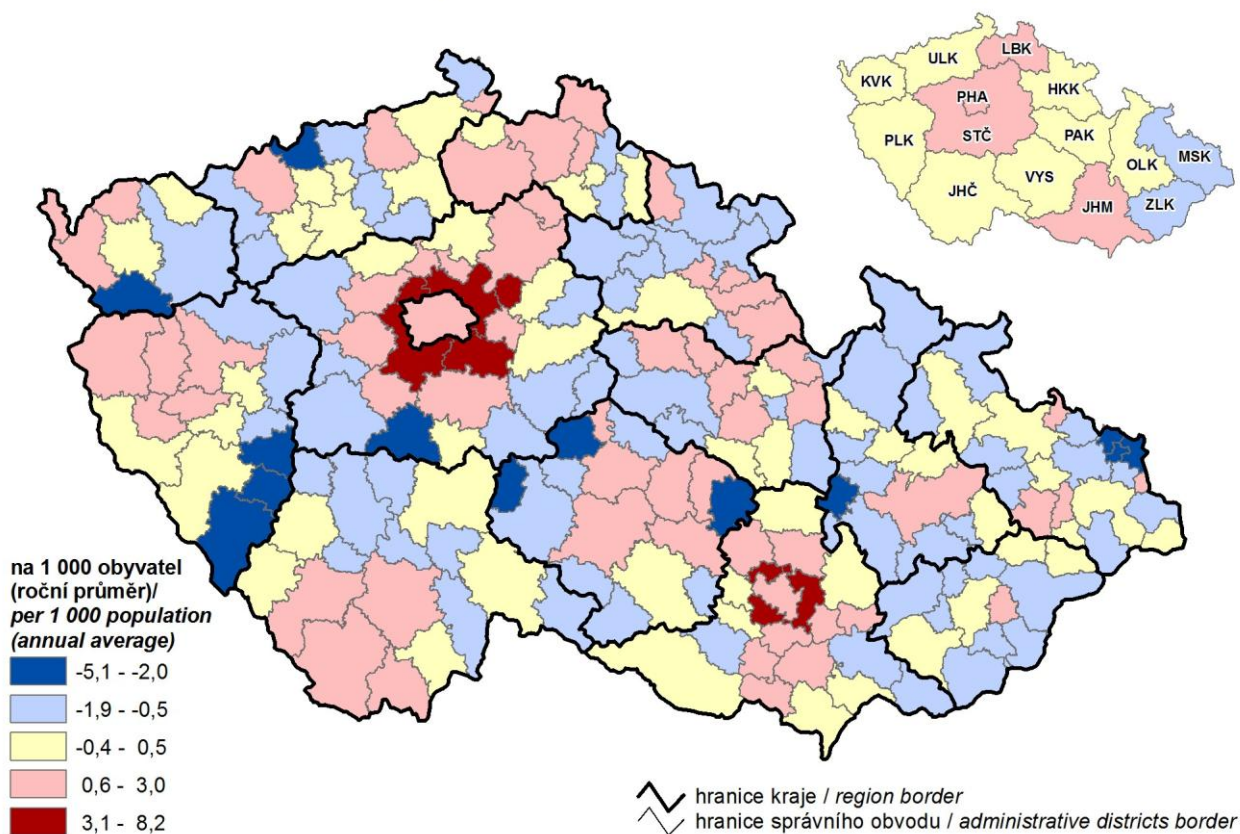 LBK
ULK
KVK
HKK
PHA
STČ
PLK
PAK
OLK
MSK
VYS
JHČ
ZLK
JHM
na 1 000 obyvatel
(roční průměr)/
per 1 000 population
(annual average)
-5,1 - -2,0
-1,9 - -0,5
-0,4 - 0,5
0,6 - 3,0
3,1 - 8,2
hranice kraje / region border
hranice správního obvodu / administrative districts border